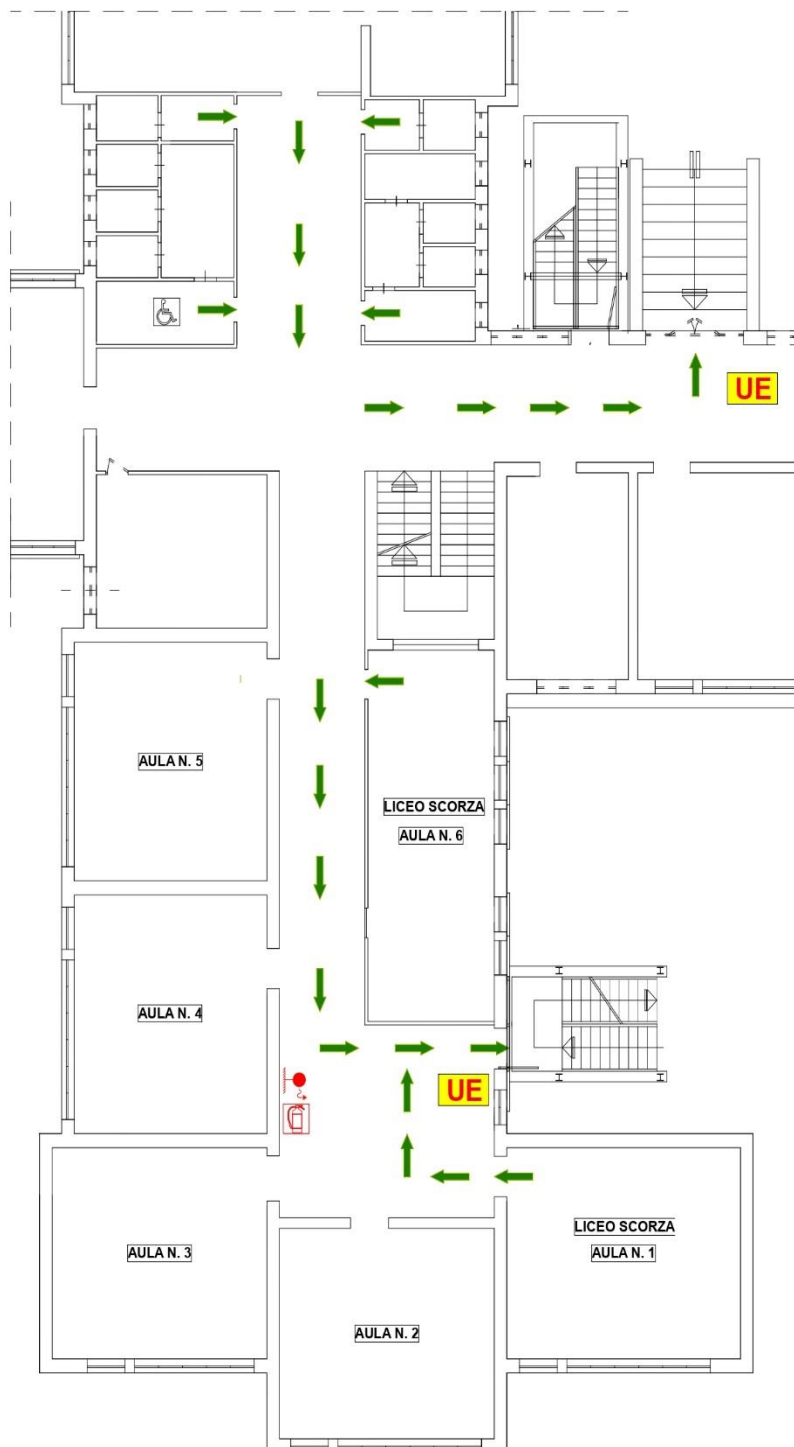 UE
AULA N. 5
LICEO SCORZA
AULA N. 6
AULA N. 4
UE
LICEO SCORZA
AULA N. 1
AULA N. 3
AULA N. 2